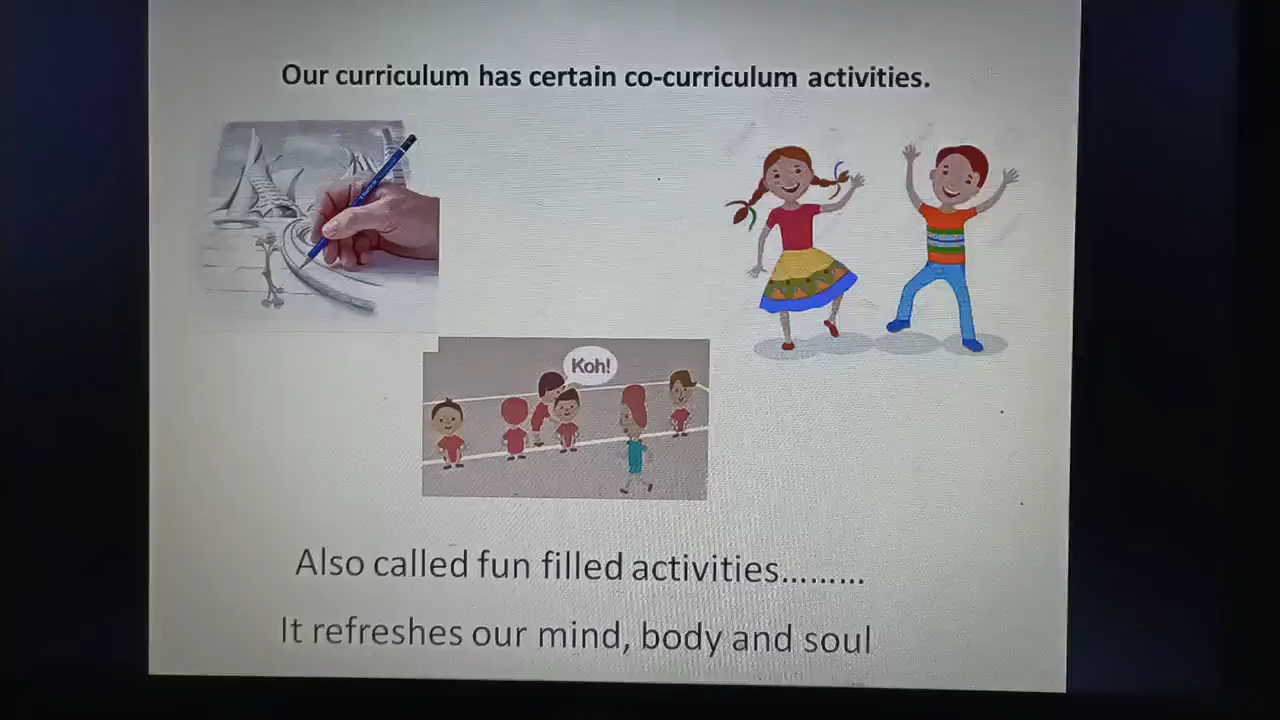 Our curriculum has certain co-curriculum activities.
Koh!
Also called fun filled activities.........
It refreshes our mind, body and soul